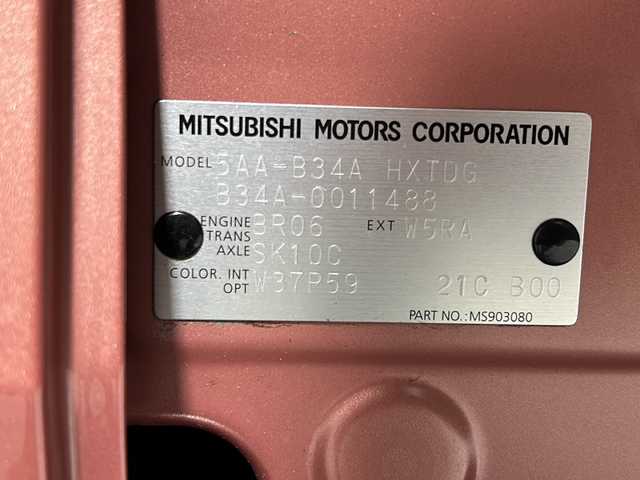 MITSUBISHI MOTORS CORPORATION
MODEL 5AA-B34A HXTDG
B34A-0011488
ENGINE BR06 EXT W5RA
TRANS
AXLE SK10C
COLOR. INT W37P59 21C B00
OPT
PART NO.:MS903080